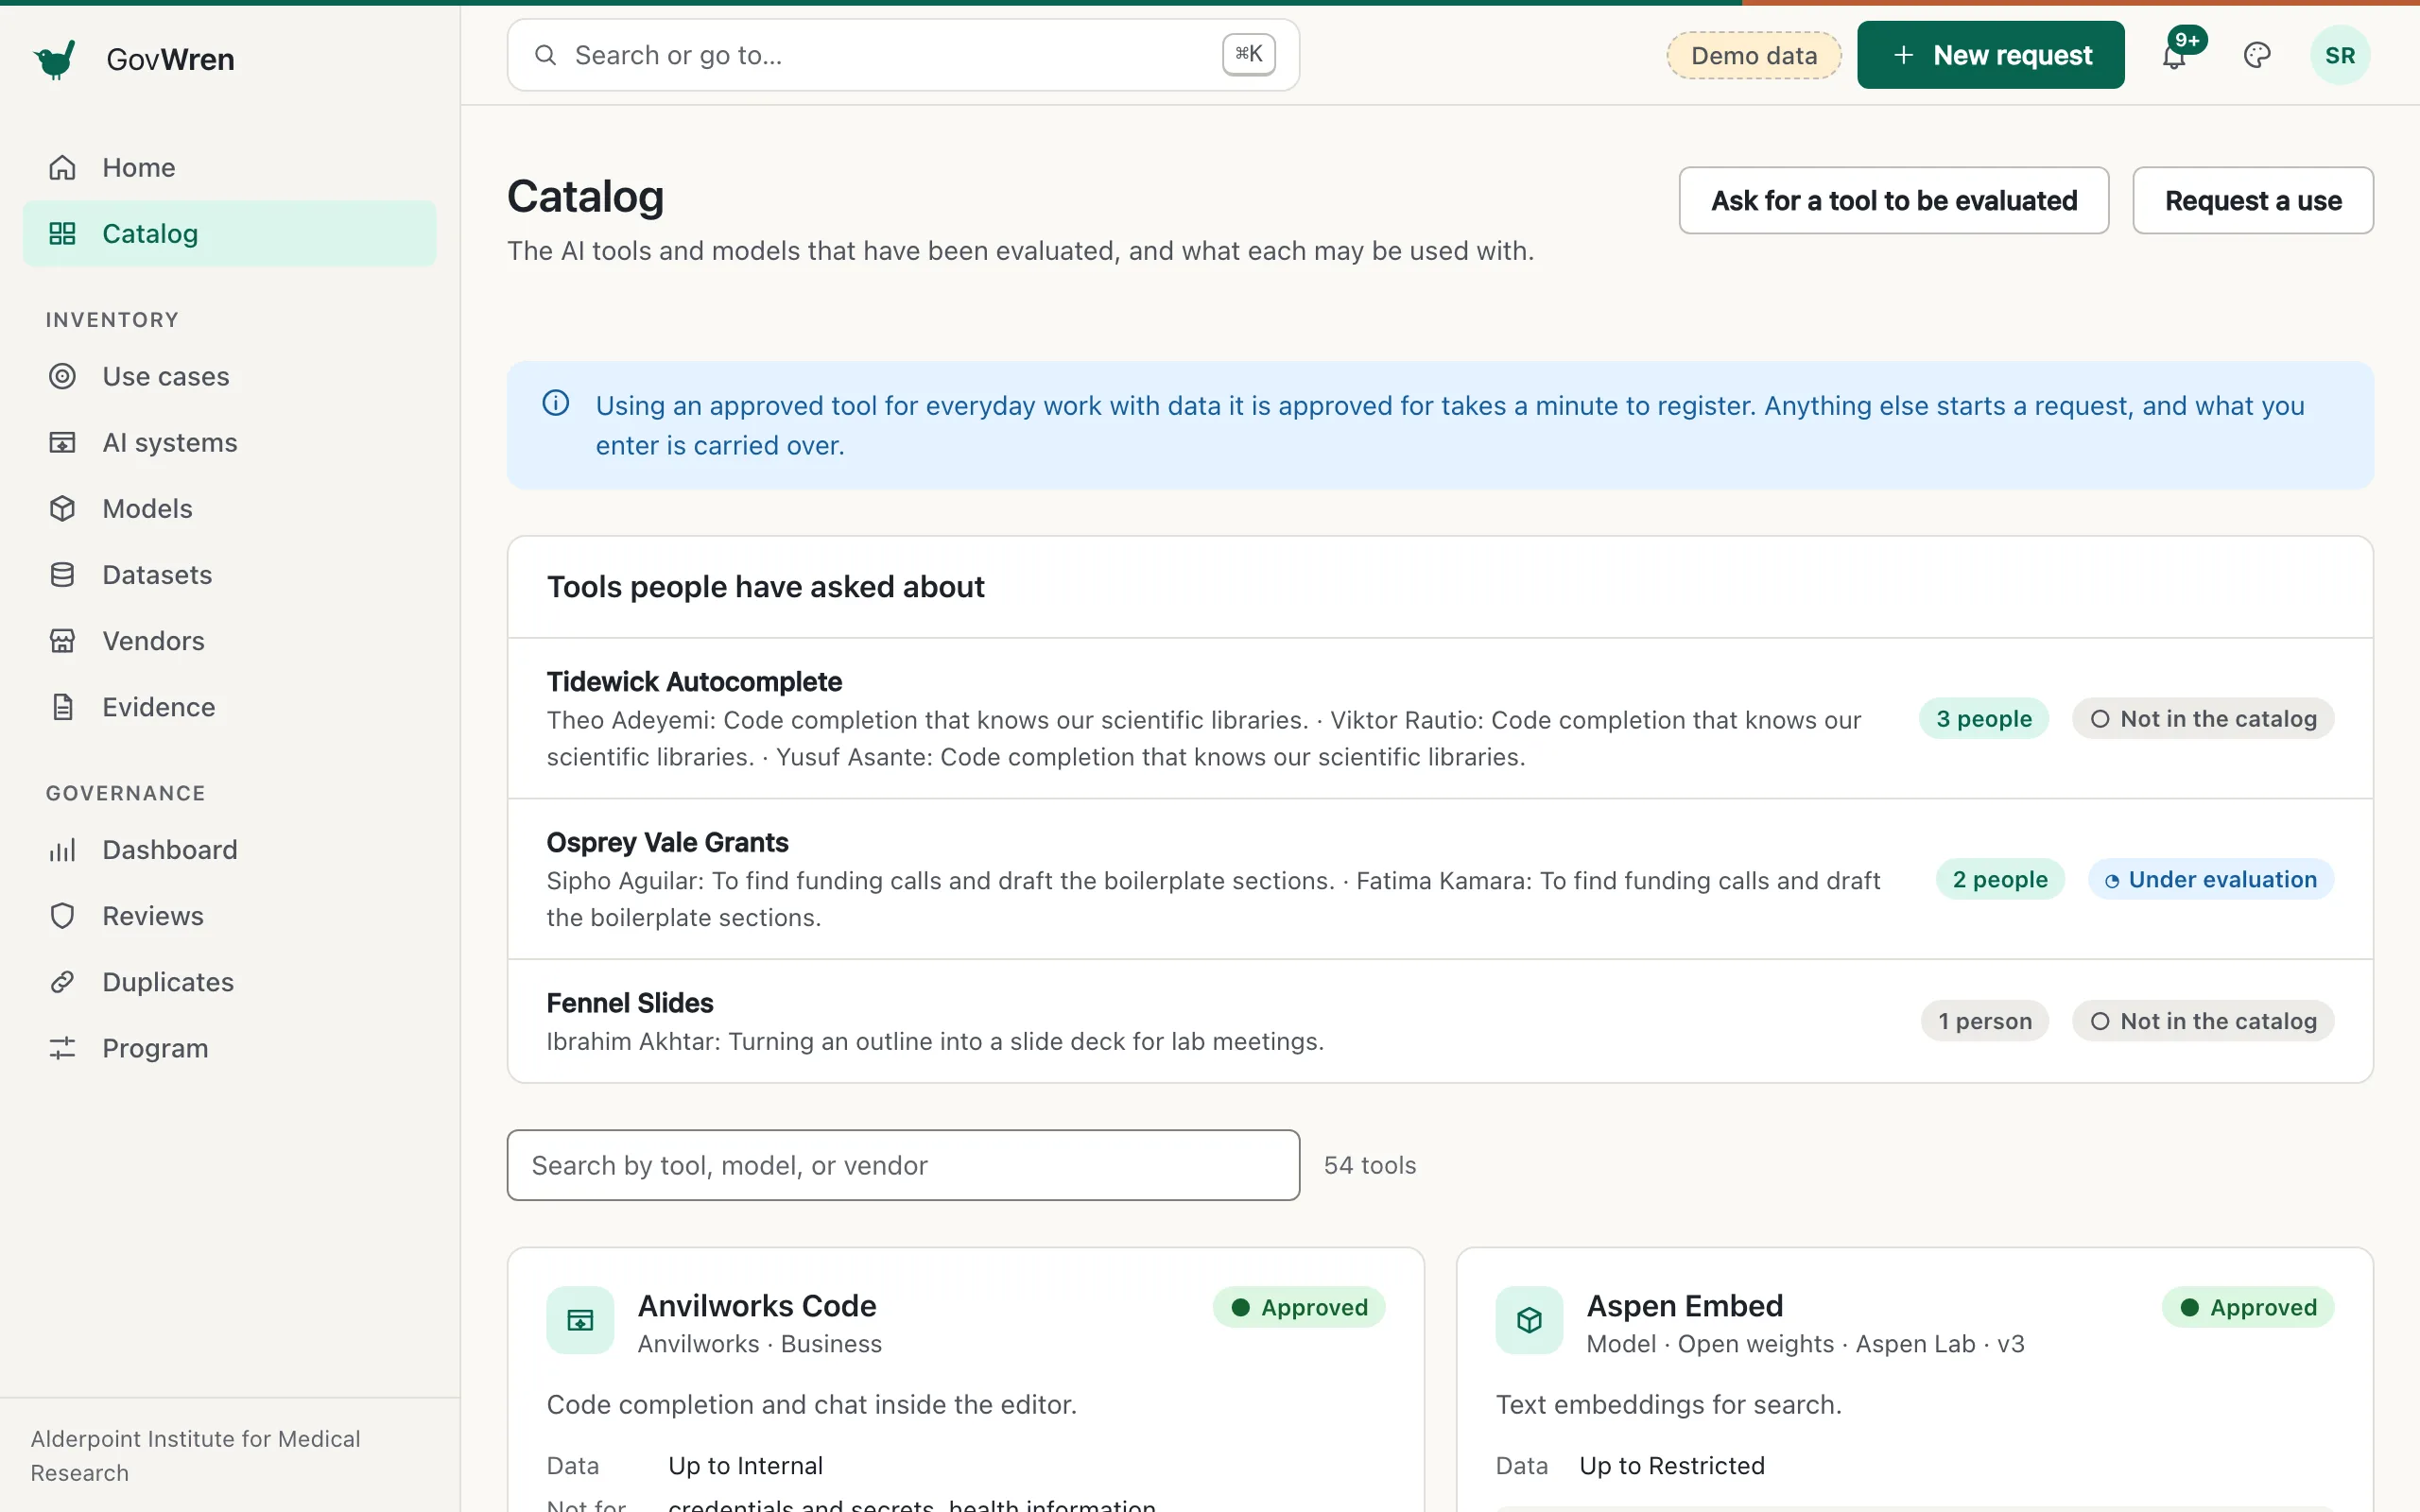 GovWren
Search or go to...
⌘K
Demo data
+ New request
9+
SR
Home
Catalog
INVENTORY
Use cases
AI systems
Models
Datasets
Vendors
Evidence
GOVERNANCE
Dashboard
Reviews
Duplicates
Program
Alderpoint Institute for Medical
Research
Catalog
The AI tools and models that have been evaluated, and what each may be used with.
Ask for a tool to be evaluated
Request a use
Using an approved tool for everyday work with data it is approved for takes a minute to register. Anything else starts a request, and what you
enter is carried over.
Tools people have asked about
Tidewick Autocomplete
Theo Adeyemi: Code completion that knows our scientific libraries. · Viktor Rautio: Code completion that knows our
scientific libraries. · Yusuf Asante: Code completion that knows our scientific libraries.
3 people
Not in the catalog
Osprey Vale Grants
Sipho Aguilar: To find funding calls and draft the boilerplate sections. · Fatima Kamara: To find funding calls and draft
the boilerplate sections.
2 people
Under evaluation
Fennel Slides
Ibrahim Akhtar: Turning an outline into a slide deck for lab meetings.
1 person
Not in the catalog
Search by tool, model, or vendor
54 tools
Anvilworks Code
Anvilworks · Business
Approved
Code completion and chat inside the editor.
Data Up to Internal
Not for credentials and secrets, health information
Aspen Embed
Model · Open weights · Aspen Lab · v3
Approved
Text embeddings for search.
Data Up to Restricted